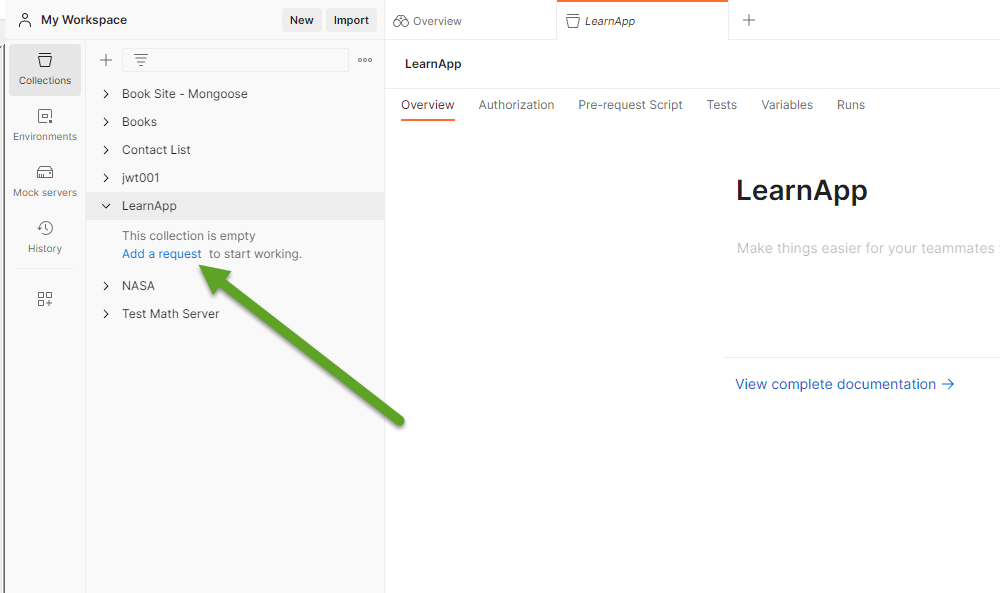 My Workspace
New
Import
Overview
LearnApp
Collections
Environments
Mock servers
History
Book Site - Mongoose
Books
Contact List
jwt001
LearnApp
This collection is empty
Add a request to start working.
NASA
Test Math Server
LearnApp
Overview
Authorization
Pre-request Script
Tests
Variables
Runs
LearnApp
Make things easier for your teammates
View complete documentation →